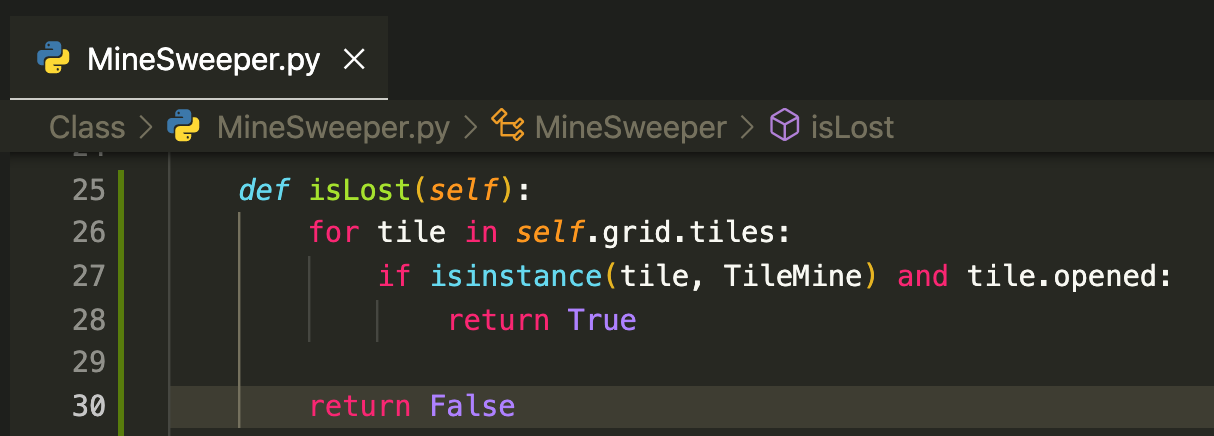 MineSweeper.py
Class > MineSweeper.py > MineSweeper > isLost
25 def isLost(self):
26 for tile in self.grid.tiles:
27 if isinstance(tile, TileMine) and tile.opened:
28 return True
29
30 return False